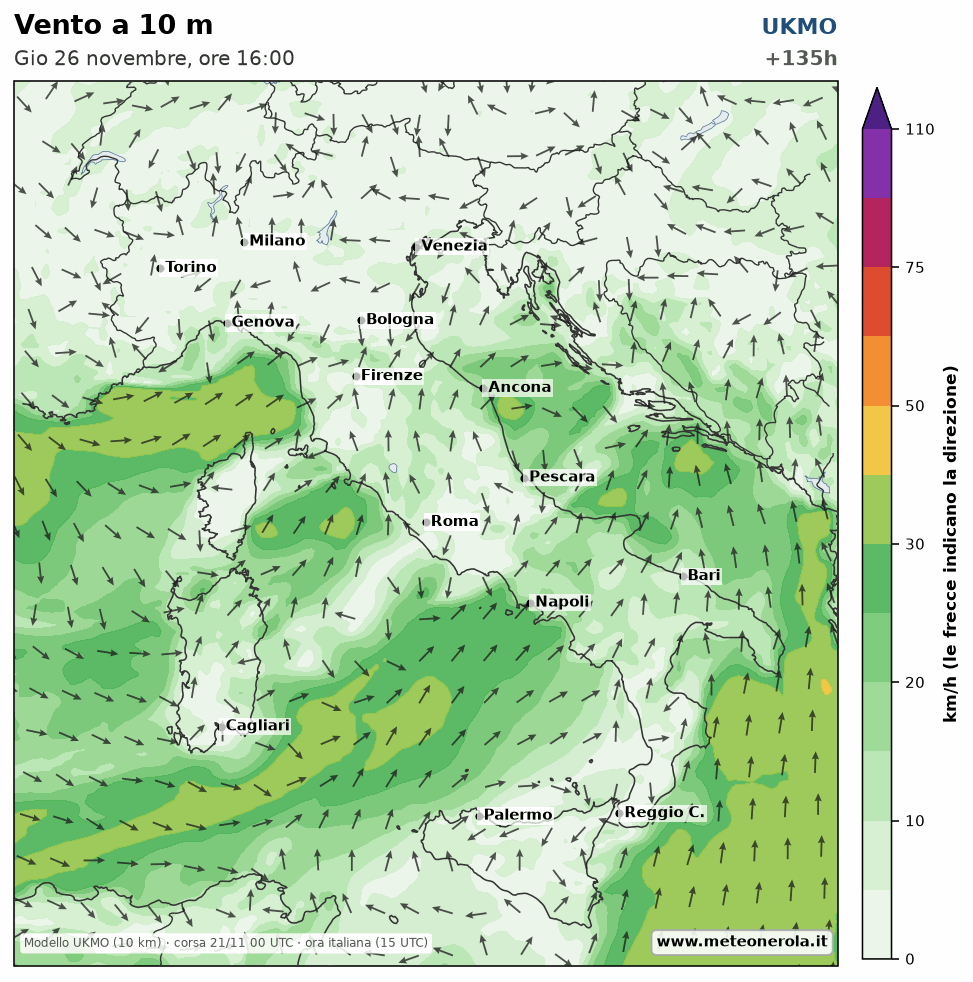 Vento a 10 m
UKMO
Gio 26 novembre, ore 16:00
+135h
110
75
50
30
20
10
0
km/h (le frecce indicano la direzione)
Milano
Venezia
Torino
Genova
Bologna
Firenze
Ancona
Pescara
Roma
Bari
Napoli
Cagliari
Palermo
Reggio C.
Modello UKMO (10 km) · corsa 21/11 00 UTC · ora italiana (15 UTC)
www.meteonerola.it